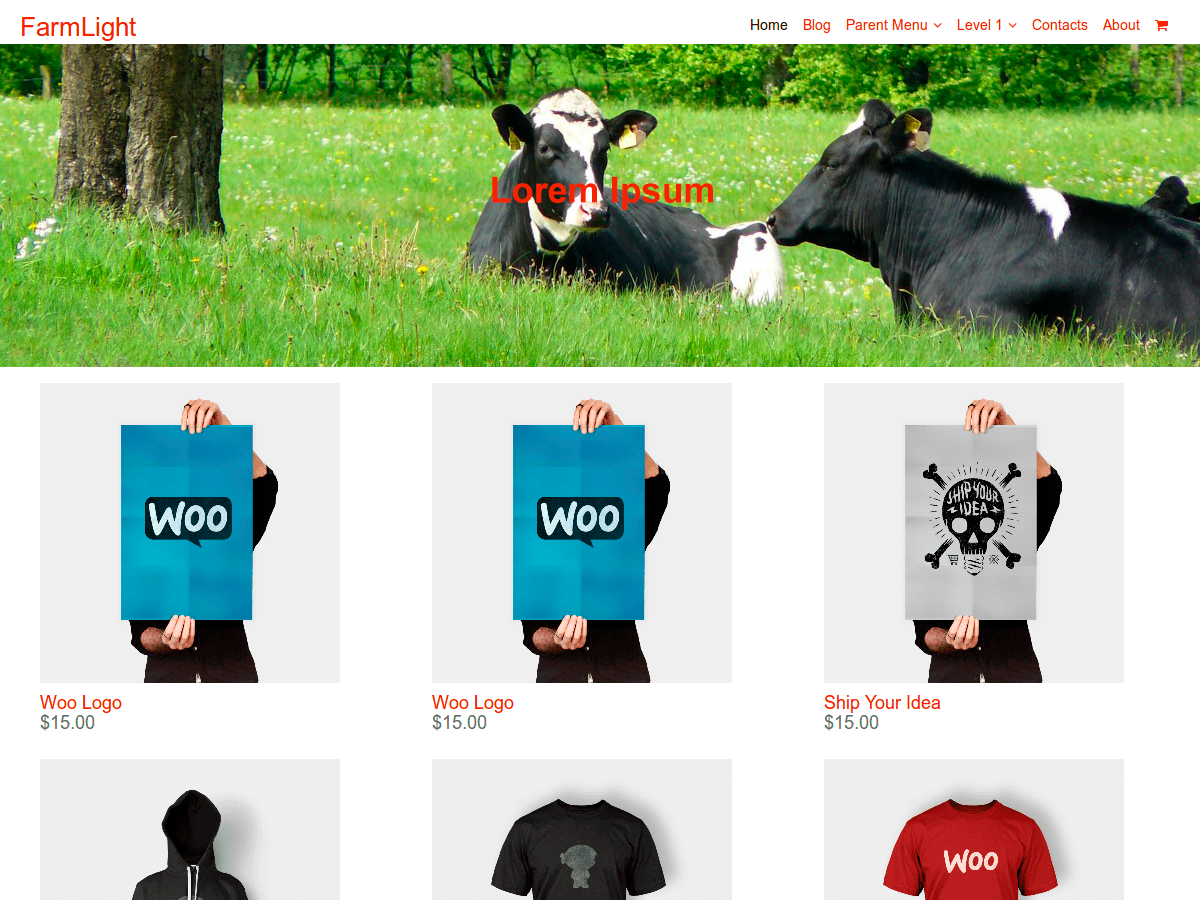 FarmLight
Home Blog Parent Menu Level 1 Contacts About
Lorem Ipsum
Woo
Woo
SHIP YOUR
IDEA
Woo Logo
$15.00
Woo Logo
$15.00
Ship Your Idea
$15.00
Woo